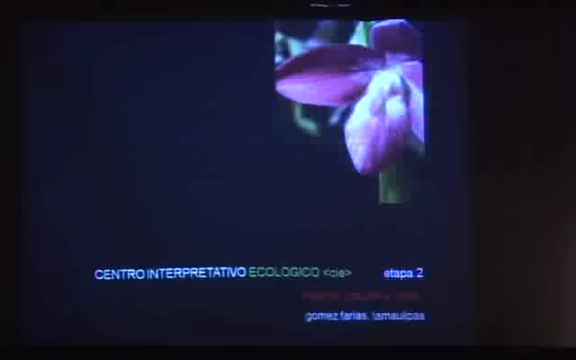 CENTRO INTERPRETATIVO ECOLOGICO <cie> etapa 2
gomez farias, tamaulipas